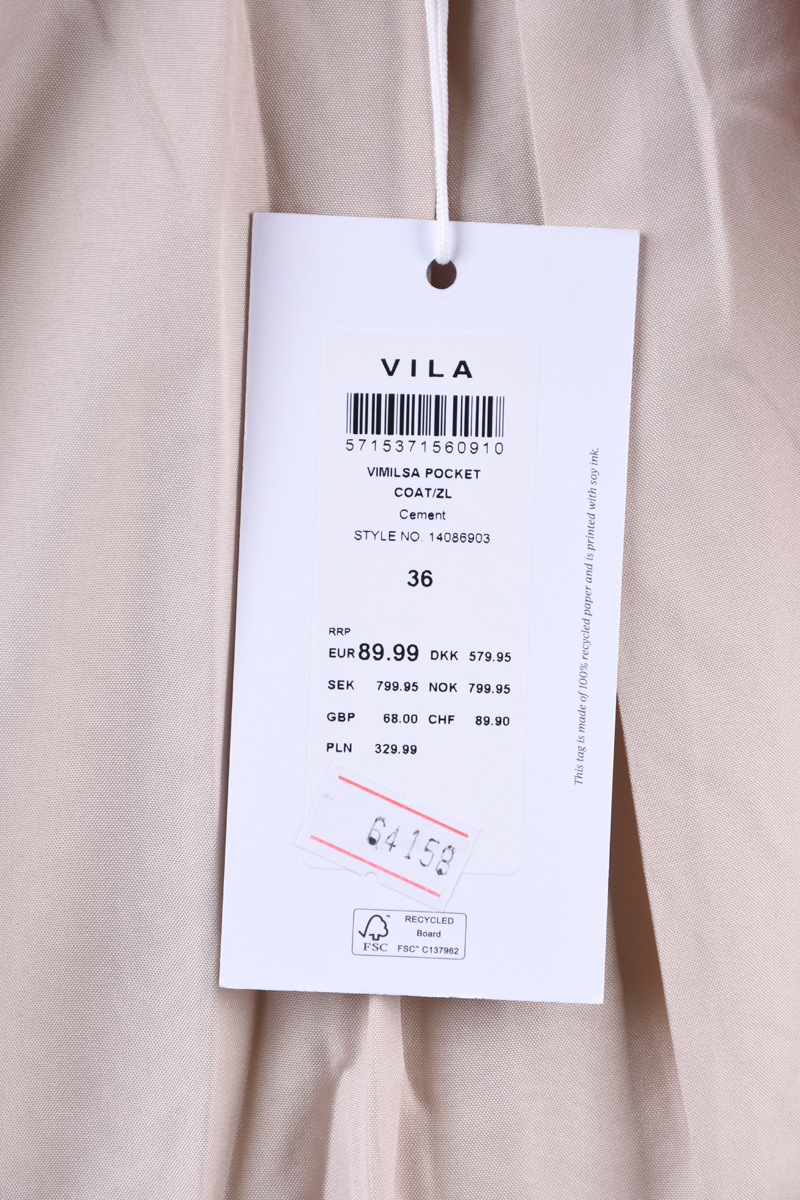 VILA
5715371560910
VIMILSA POCKET
COAT/ZL
Cement
STYLE NO. 14086903
36
RRP
EUR 89.99 DKK 579.95
SEK 799.95 NOK 799.95
GBP 68.00 CHF 89.90
PLN 329.99
64158
FSC™
FSC
RECYCLED
Board
FSC™ C137962
This tag is made of 100% recycled paper and is printed with soy ink.